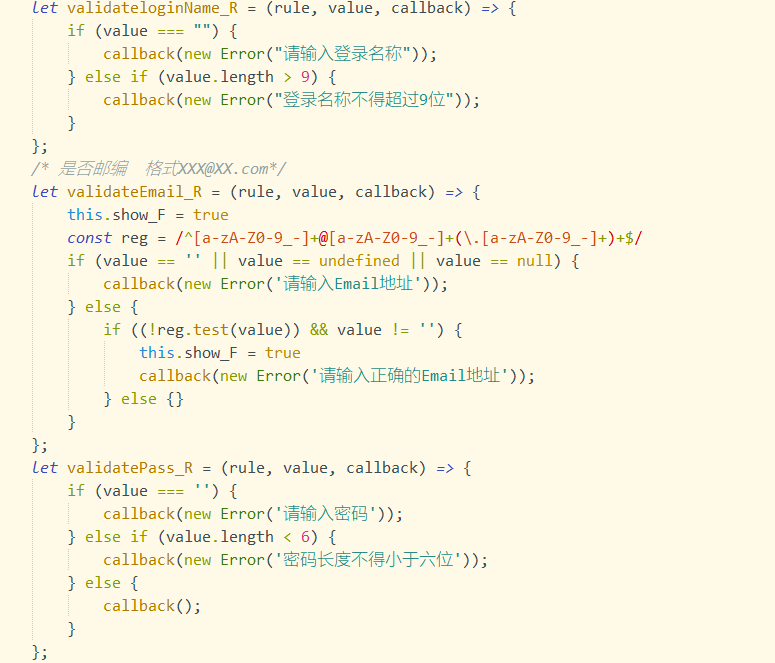 let validateloginName_R = (rule, value, callback) => {
if (value === "") {
callback(new Error("请输入登录名称"));
} else if (value.length > 9) {
callback(new Error("登录名称不得超过9位"));
}
};
/* 是否邮编  格式XXX@XX.com*/
let validateEmail_R = (rule, value, callback) => {
this.show_F = true
const reg = /^[a-zA-Z0-9_-]+@[a-zA-Z0-9_-]+(\.[a-zA-Z0-9_-]+)+$/
if (value == '' || value == undefined || value == null) {
callback(new Error('请输入Email地址'));
} else {
if ((!reg.test(value)) && value != '') {
this.show_F = true
callback(new Error('请输入正确的Email地址'));
} else {}
}
};
let validatePass_R = (rule, value, callback) => {
if (value === '') {
callback(new Error('请输入密码'));
} else if (value.length < 6) {
callback(new Error('密码长度不得小于六位'));
} else {
callback();
}
};